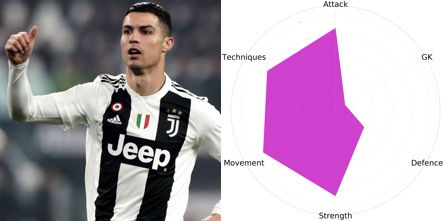 Attack
Techniques
GK
Jeep
Movement
Defence
Strength